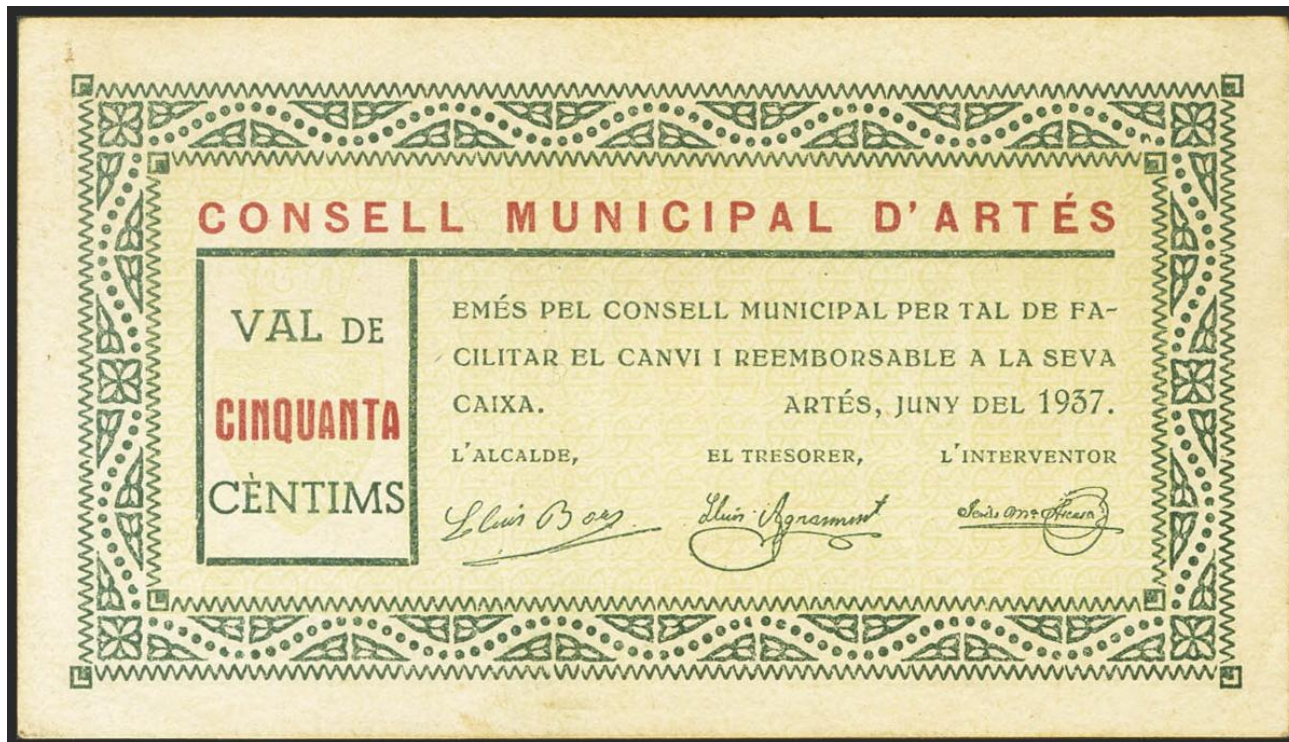 CONSELL MUNICIPAL D'ARTÉS
VAL DE
CINQUANTA
CÈNTIMS
EMÉS PEL CONSELL MUNICIPAL PER TAL DE FA-
CILITAR EL CANVI I REEMBORSABLE A LA SEVA
CAIXA. ARTÉS, JUNY DEL 1937.
L'ALCALDE, EL TRESORER, L'INTERVENTOR
Lluis Lluis Agramunt